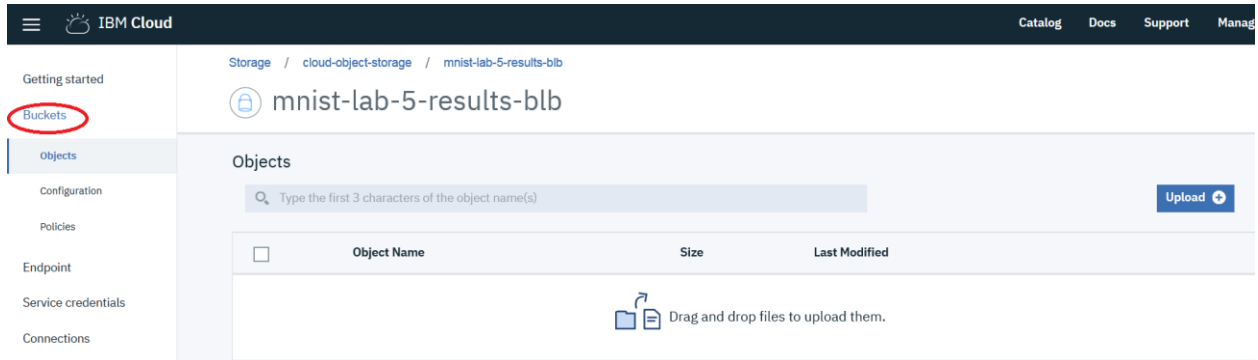 IBM Cloud
Catalog Docs Support Manag
Getting started
Buckets
Objects
Configuration
Policies
Endpoint
Service credentials
Connections
Storage / cloud-object-storage / mnist-lab-5-results-blb
mnist-lab-5-results-blb
Objects
Type the first 3 characters of the object name(s)
Upload
Object Name Size Last Modified
Drag and drop files to upload them.